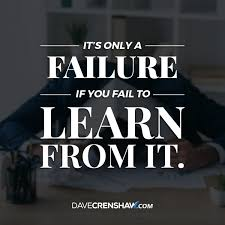 IT'S ONLY A
FAILURE
IF YOU FAIL TO
LEARN
FROM IT.
DAVECRENSHAW.COM